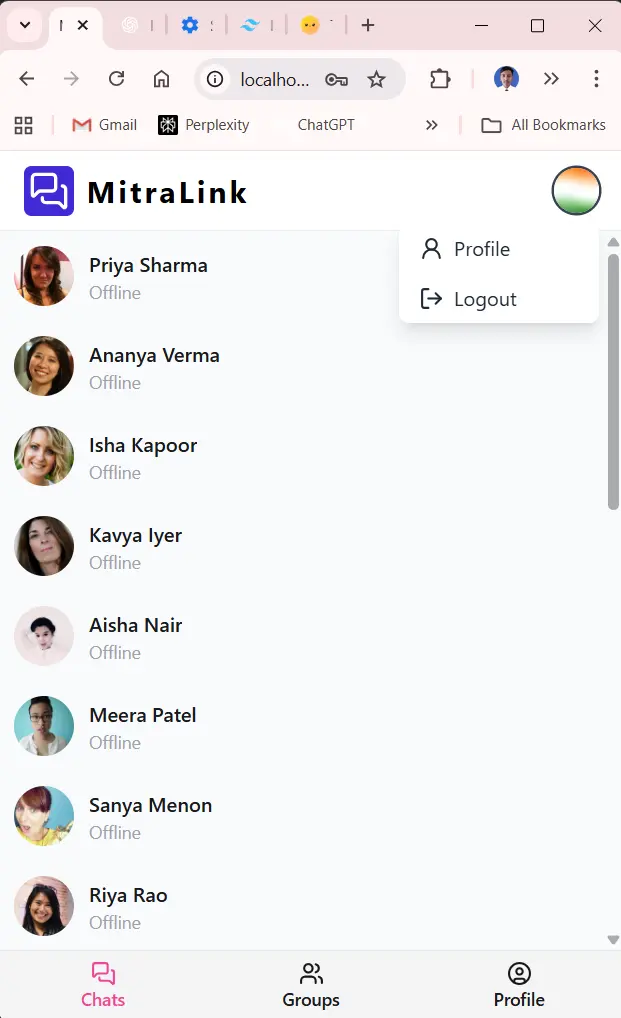 localho...
Gmail
Perplexity
ChatGPT
All Bookmarks
MitraLink
Profile
Logout
Priya Sharma
Offline
Ananya Verma
Offline
Isha Kapoor
Offline
Kavya Iyer
Offline
Aisha Nair
Offline
Meera Patel
Offline
Sanya Menon
Offline
Riya Rao
Offline
Chats
Groups
Profile